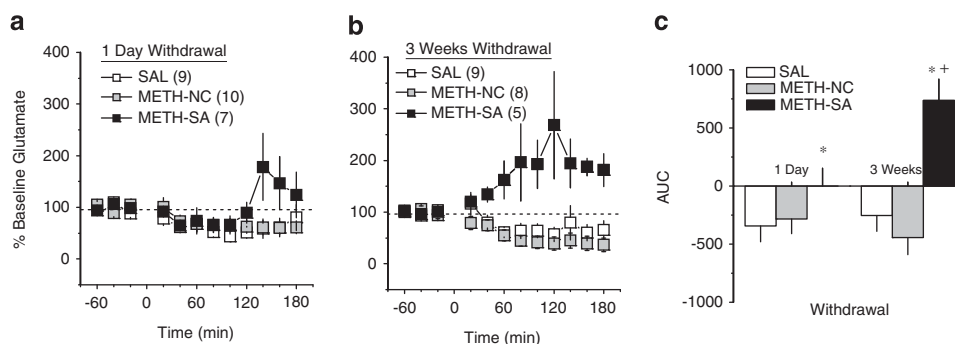 a
1 Day Withdrawal
SAL (9)
METH-NC (10)
METH-SA (7)
% Baseline Glutamate
400
300
200
100
0
-60 0 60 120 180
Time (min)
b
3 Weeks Withdrawal
SAL (9)
METH-NC (8)
METH-SA (5)
400
300
200
100
0
-60 0 60 120 180
Time (min)
c
SAL
METH-NC
METH-SA
* +
*
1 Day 3 Weeks
AUC
1000
500
0
-500
-1000
Withdrawal